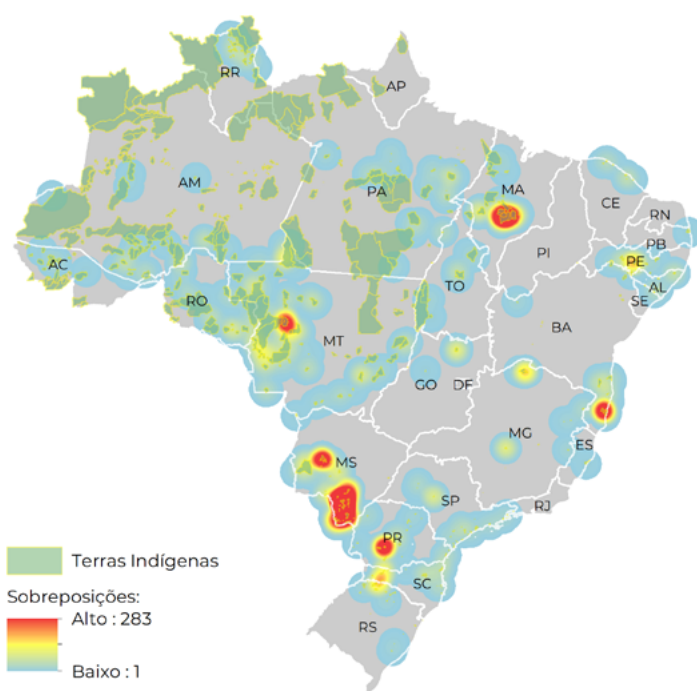 RR
AP
AM
PA
MA
CE
RN
PB
PE
AL
SE
PI
AC
RO
TO
BA
MT
GO
DF
MG
ES
MS
SP
RJ
PR
SC
RS
Terras Indígenas
Sobreposições:
Alto : 283
Baixo : 1